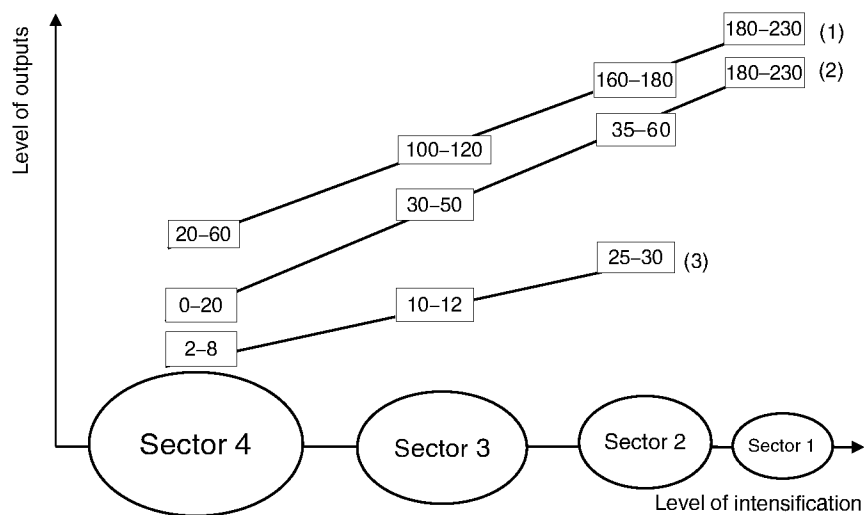 Level of outputs
180–230 (1)
180–230 (2)
160–180
35–60
100–120
30–50
20–60
25–30 (3)
0–20
10–12
2–8
Sector 4
Sector 3
Sector 2
Sector 1
Level of intensification